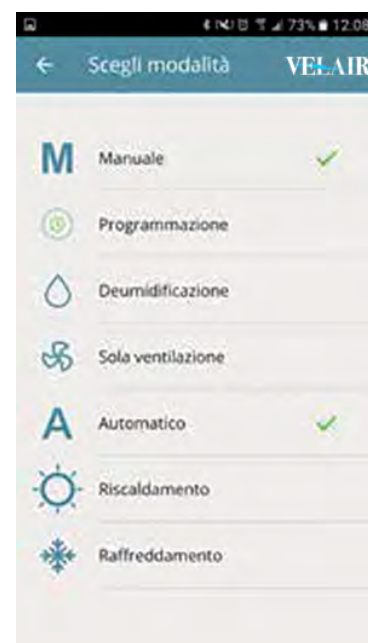 73% 12:08
Scegli modalità VELAIR
M Manuale
Programmazione
Deumidificazione
Sola ventilazione
A Automatico
Riscaldamento
Raffreddamento